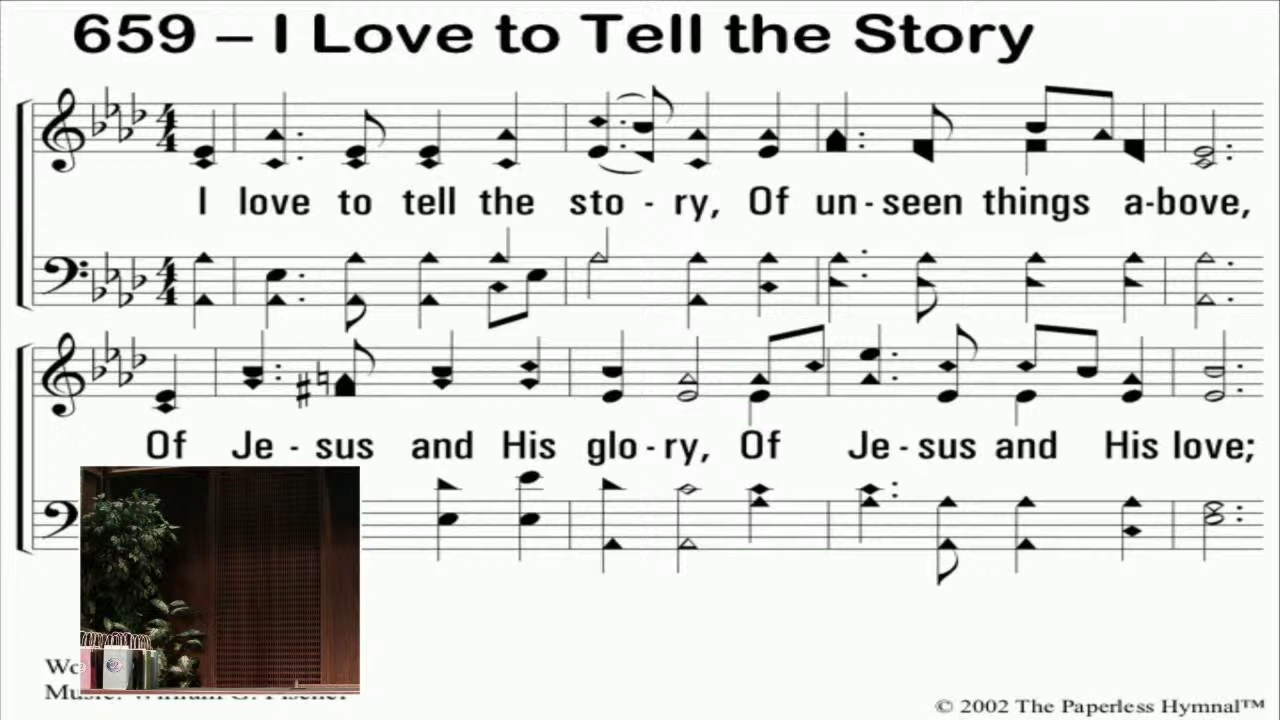 659 – I Love to Tell the Story
I love to tell the sto - ry, Of un - seen things a-bove,
Of Je - sus and His glo - ry, Of Je - sus and His love;
© 2002 The Paperless Hymnal™